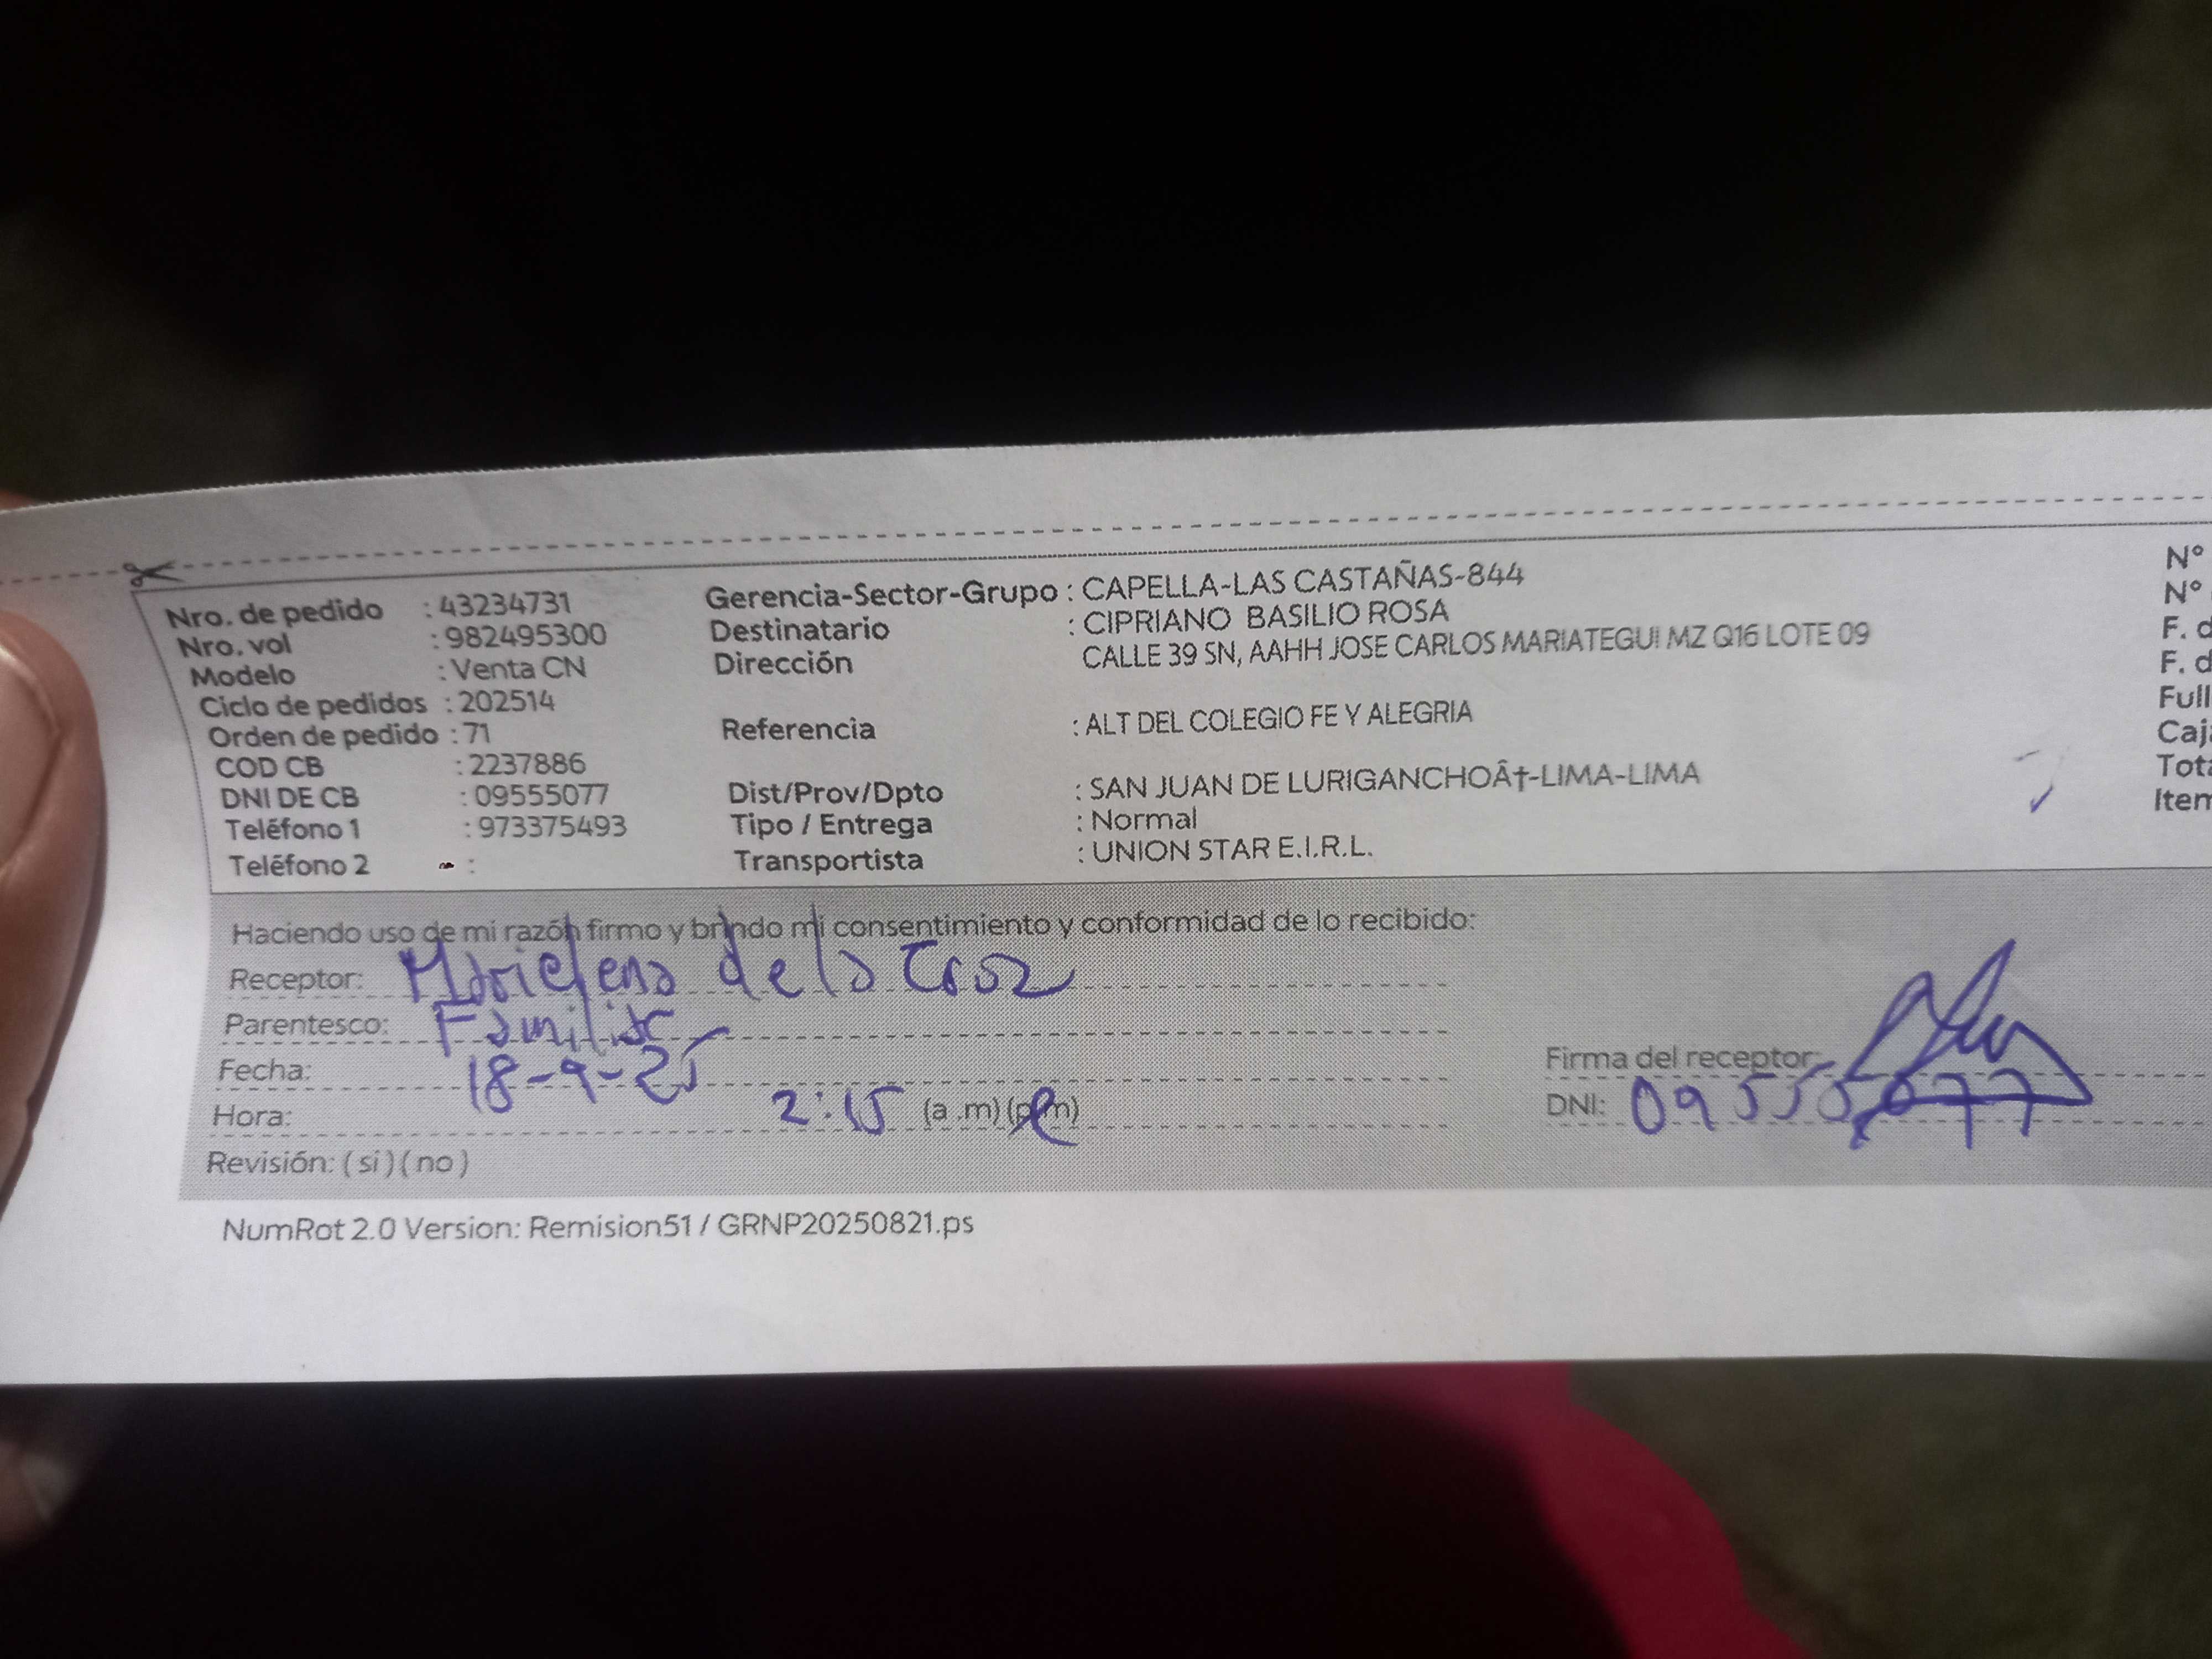 Nro. de pedido : 43234731
Nro. vol : 982495300
Modelo : Venta CN
Ciclo de pedidos : 202514
Orden de pedido : 71
COD CB : 2237886
DNI DE CB : 09555077
Teléfono 1 : 973375493
Teléfono 2 :
Gerencia-Sector-Grupo : CAPELLA-LAS CASTAÑAS-844
Destinatario : CIPRIANO BASILIO ROSA
Dirección CALLE 39 SN, AAHH JOSE CARLOS MARIATEGUI MZ Q16 LOTE 09
Referencia : ALT DEL COLEGIO FE Y ALEGRIA
Dist/Prov/Dpto : SAN JUAN DE LURIGANCHOÂ†-LIMA-LIMA
Tipo / Entrega : Normal
Transportista : UNION STAR E.I.R.L.
N°
N°
F. d
F. d
Full
Caj
Tot
Item
Haciendo uso de mi razón firmo y brindo mi consentimiento y conformidad de lo recibido:
Receptor: Marielena de la Cruz
Parentesco: Familiar
Fecha: 18-9-25
Hora: 2:15 (a .m) (p.m)
Revisión: ( si ) ( no )
Firma del receptor:
DNI: 09555077
NumRot 2.0 Version: Remision51 / GRNP20250821.ps